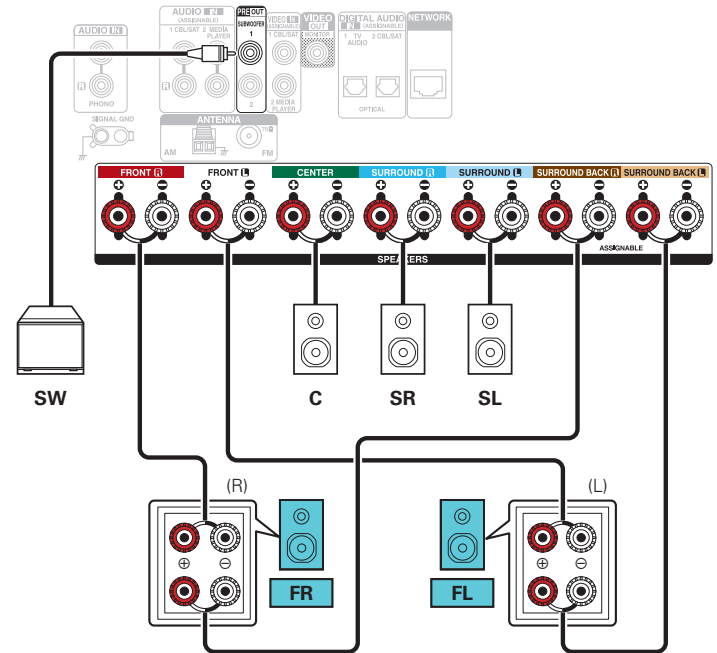 AUDIO IN
R
PHONO
SIGNAL GND
AUDIO IN
(ASSIGNABLE)
1 CBL/SAT 2 MEDIA
PLAYER
R
PRE OUT
SUBWOOFER
1
2
VIDEO IN
(ASSIGNABLE)
1 CBL/SAT
2 MEDIA
PLAYER
VIDEO
OUT
MONITOR
DIGITAL AUDIO
IN (ASSIGNABLE)
1 TV
AUDIO
2 CBL/SAT
OPTICAL
NETWORK
ANTENNA
AM
75Ω
FM
FRONT R
FRONT L
CENTER
SURROUND R
SURROUND L
SURROUND BACK R
SURROUND BACK L
ASSIGNABLE
SPEAKERS
SW
C
SR
SL
(R)
FR
FL
(L)